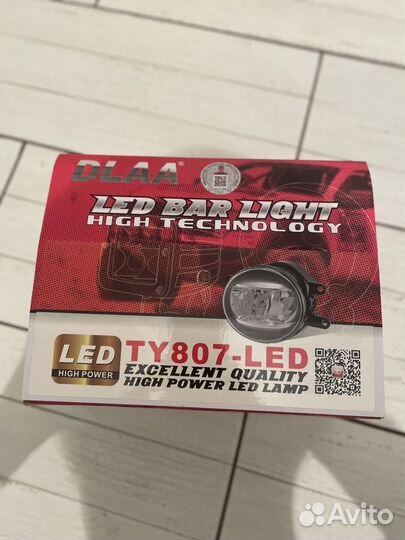 DLAA®
LED BAR LIGHT
HIGH TECHNOLOGY
LED
HIGH POWER
TY807-LED
EXCELLENT QUALITY
HIGH POWER LED LAMP
Avito